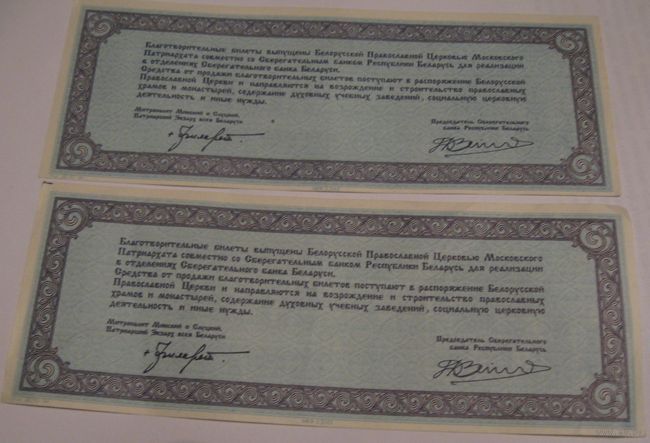 Благотворительные билеты выпущены Белорусской Православной Церковью Московского
Патриархата совместно со Сберегательным банком Республики Беларусь для реализации
в отделениях Сберегательного банка Беларуси.
Средства от продажи благотворительных билетов поступают в распоряжение Белорусской
Православной Церкви и направляются на возрождение и строительство православных
храмов и монастырей, содержание духовных учебных заведений, социальную церковную
деятельность и иные нужды.
Митрополит Минский и Слуцкий,
Патриарший Экзарх всея Беларуси
Председатель Сберегательного
банка Республики Беларусь
Благотворительные билеты выпущены Белорусской Православной Церковью Московского
Патриархата совместно со Сберегательным банком Республики Беларусь для реализации
в отделениях Сберегательного банка Беларуси.
Средства от продажи благотворительных билетов поступают в распоряжение Белорусской
Православной Церкви и направляются на возрождение и строительство православных
храмов и монастырей, содержание духовных учебных заведений, социальную церковную
деятельность и иные нужды.
Митрополит Минский и Слуцкий,
Патриарший Экзарх всея Беларуси
Председатель Сберегательного
банка Республики Беларусь